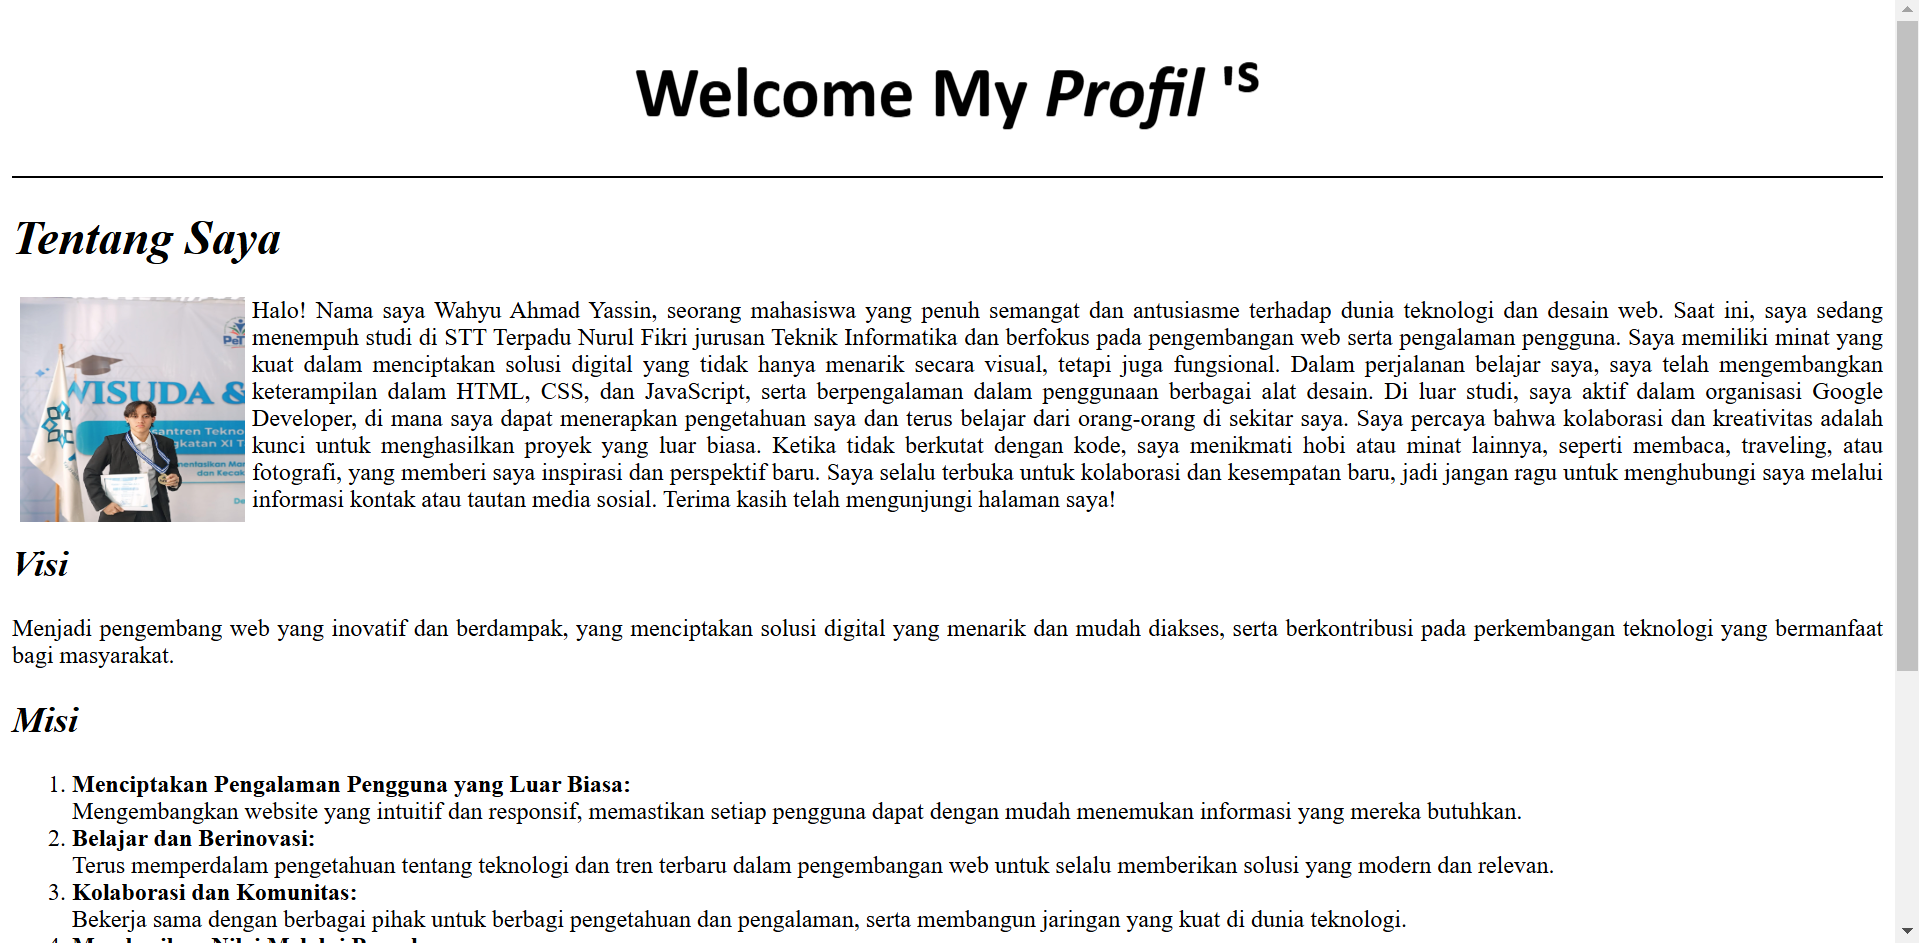 Welcome My Profil 's
Tentang Saya
WISUDA &
Halo! Nama saya Wahyu Ahmad Yassin, seorang mahasiswa yang penuh semangat dan antusiasme terhadap dunia teknologi dan desain web. Saat ini, saya sedang
menempuh studi di STT Terpadu Nurul Fikri jurusan Teknik Informatika dan berfokus pada pengembangan web serta pengalaman pengguna. Saya memiliki minat yang
kuat dalam menciptakan solusi digital yang tidak hanya menarik secara visual, tetapi juga fungsional. Dalam perjalanan belajar saya, saya telah mengembangkan
keterampilan dalam HTML, CSS, dan JavaScript, serta berpengalaman dalam penggunaan berbagai alat desain. Di luar studi, saya aktif dalam organisasi Google
Developer, di mana saya dapat menerapkan pengetahuan saya dan terus belajar dari orang-orang di sekitar saya. Saya percaya bahwa kolaborasi dan kreativitas adalah
kunci untuk menghasilkan proyek yang luar biasa. Ketika tidak berkutat dengan kode, saya menikmati hobi atau minat lainnya, seperti membaca, traveling, atau
fotografi, yang memberi saya inspirasi dan perspektif baru. Saya selalu terbuka untuk kolaborasi dan kesempatan baru, jadi jangan ragu untuk menghubungi saya melalui
informasi kontak atau tautan media sosial. Terima kasih telah mengunjungi halaman saya!
Visi
Menjadi pengembang web yang inovatif dan berdampak, yang menciptakan solusi digital yang menarik dan mudah diakses, serta berkontribusi pada perkembangan teknologi yang bermanfaat
bagi masyarakat.
Misi
1. Menciptakan Pengalaman Pengguna yang Luar Biasa:
Mengembangkan website yang intuitif dan responsif, memastikan setiap pengguna dapat dengan mudah menemukan informasi yang mereka butuhkan.
2. Belajar dan Berinovasi:
Terus memperdalam pengetahuan tentang teknologi dan tren terbaru dalam pengembangan web untuk selalu memberikan solusi yang modern dan relevan.
3. Kolaborasi dan Komunitas:
Bekerja sama dengan berbagai pihak untuk berbagi pengetahuan dan pengalaman, serta membangun jaringan yang kuat di dunia teknologi.